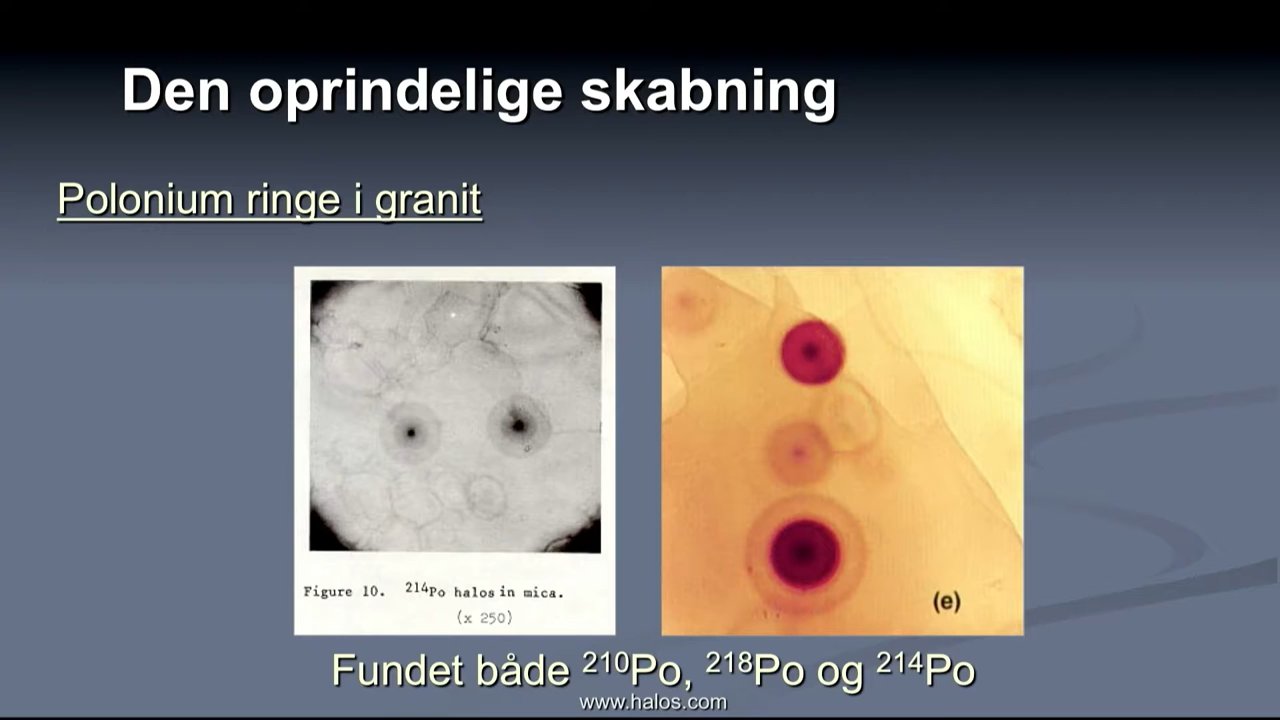 Den oprindelige skabning
Polonium ringe i granit
Figure 10. ²¹⁴Po halos in mica.
(x 250)
(e)
Fundet både ²¹⁰Po, ²¹⁸Po og ²¹⁴Po
www.halos.com